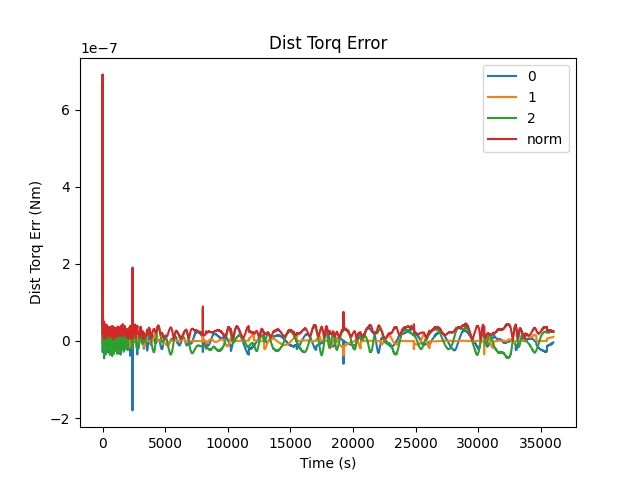 Dist Torq Error
1e−7
6
4
2
0
−2
Dist Torq Err (Nm)
0
1
2
norm
0 5000 10000 15000 20000 25000 30000 35000
Time (s)